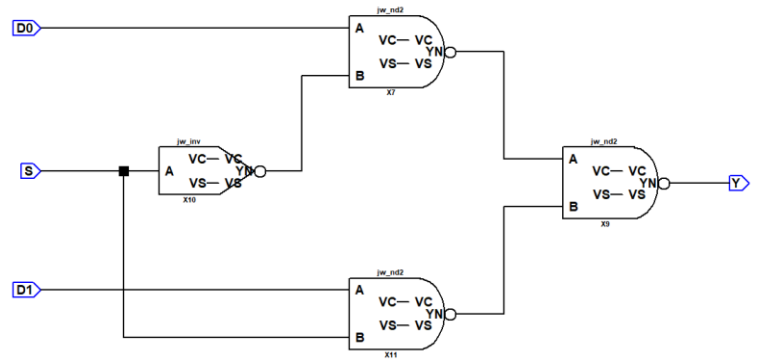 jw_nd2
D0
A
VC VC
YN
VS VS
B
X7
jw_inv
jw_nd2
VC VC
A
VC VC
S
A
YN
YN
Y
VS VS
VS VS
B
X10
X9
jw_nd2
D1
A
VC VC
YN
VS VS
B
X11